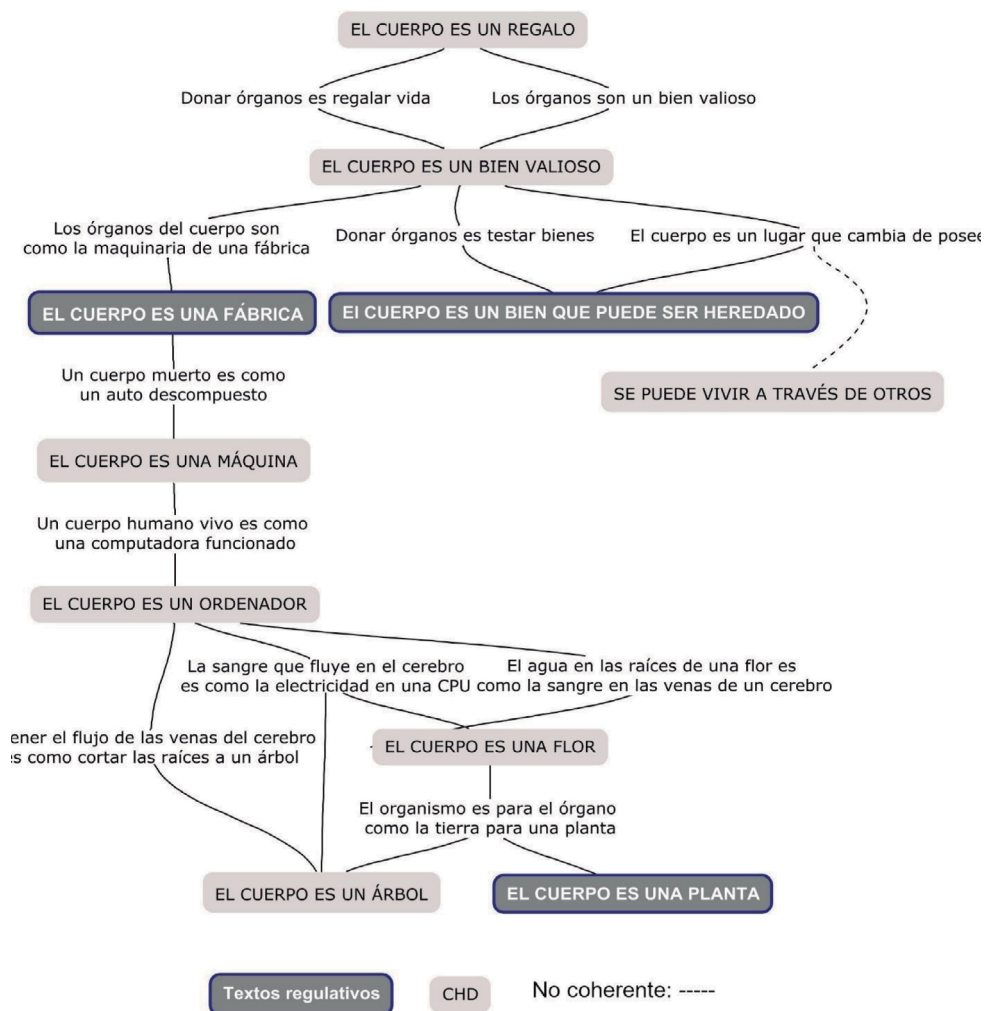 EL CUERPO ES UN REGALO
Donar órganos es regalar vida
Los órganos son un bien valioso
EL CUERPO ES UN BIEN VALIOSO
Los órganos del cuerpo son
como la maquinaria de una fábrica
Donar órganos es testar bienes
El cuerpo es un lugar que cambia de posee
EL CUERPO ES UNA FÁBRICA
El CUERPO ES UN BIEN QUE PUEDE SER HEREDADO
Un cuerpo muerto es como
un auto descompuesto
SE PUEDE VIVIR A TRAVÉS DE OTROS
EL CUERPO ES UNA MÁQUINA
Un cuerpo humano vivo es como
una computadora funcionado
EL CUERPO ES UN ORDENADOR
La sangre que fluye en el cerebro
es como la electricidad en una CPU
El agua en las raíces de una flor es
como la sangre en las venas de un cerebro
ener el flujo de las venas del cerebro
es como cortar las raíces a un árbol
EL CUERPO ES UNA FLOR
El organismo es para el órgano
como la tierra para una planta
EL CUERPO ES UN ÁRBOL
EL CUERPO ES UNA PLANTA
Textos regulativos
CHD
No coherente: -----